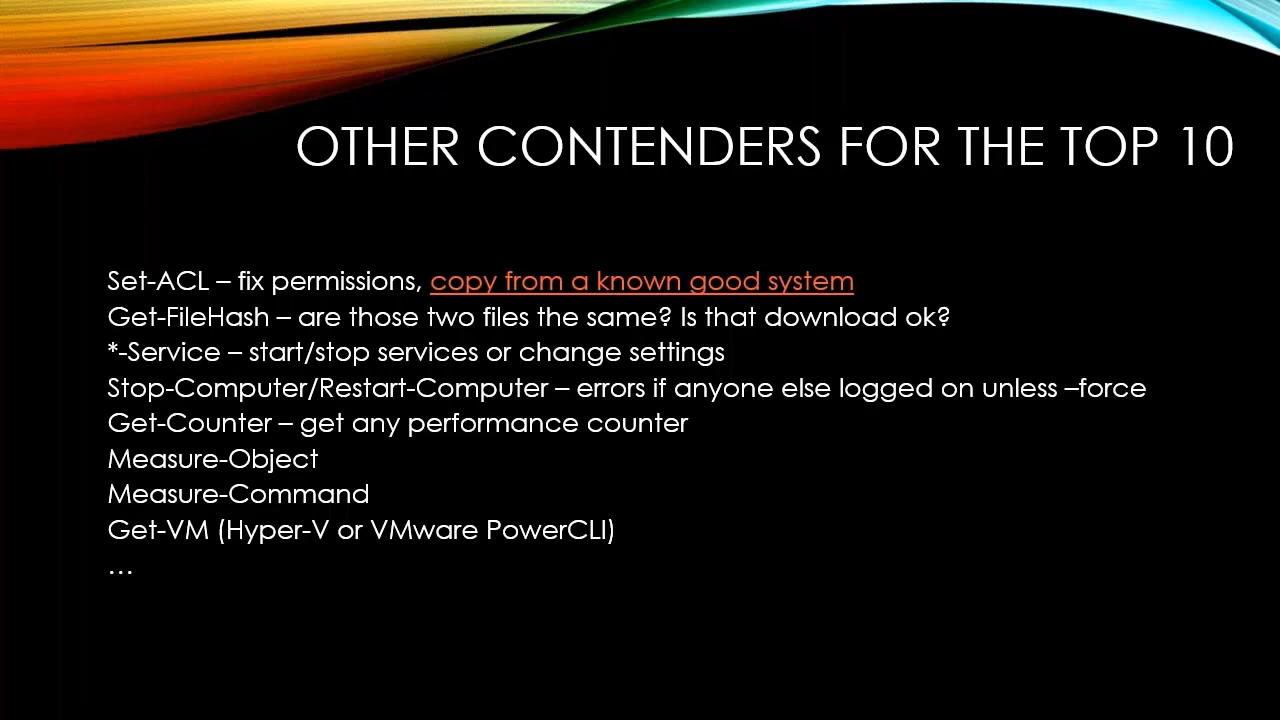 OTHER CONTENDERS FOR THE TOP 10
Set-ACL – fix permissions, copy from a known good system
Get-FileHash – are those two files the same? Is that download ok?
*-Service – start/stop services or change settings
Stop-Computer/Restart-Computer – errors if anyone else logged on unless –force
Get-Counter – get any performance counter
Measure-Object
Measure-Command
Get-VM (Hyper-V or VMware PowerCLI)
…